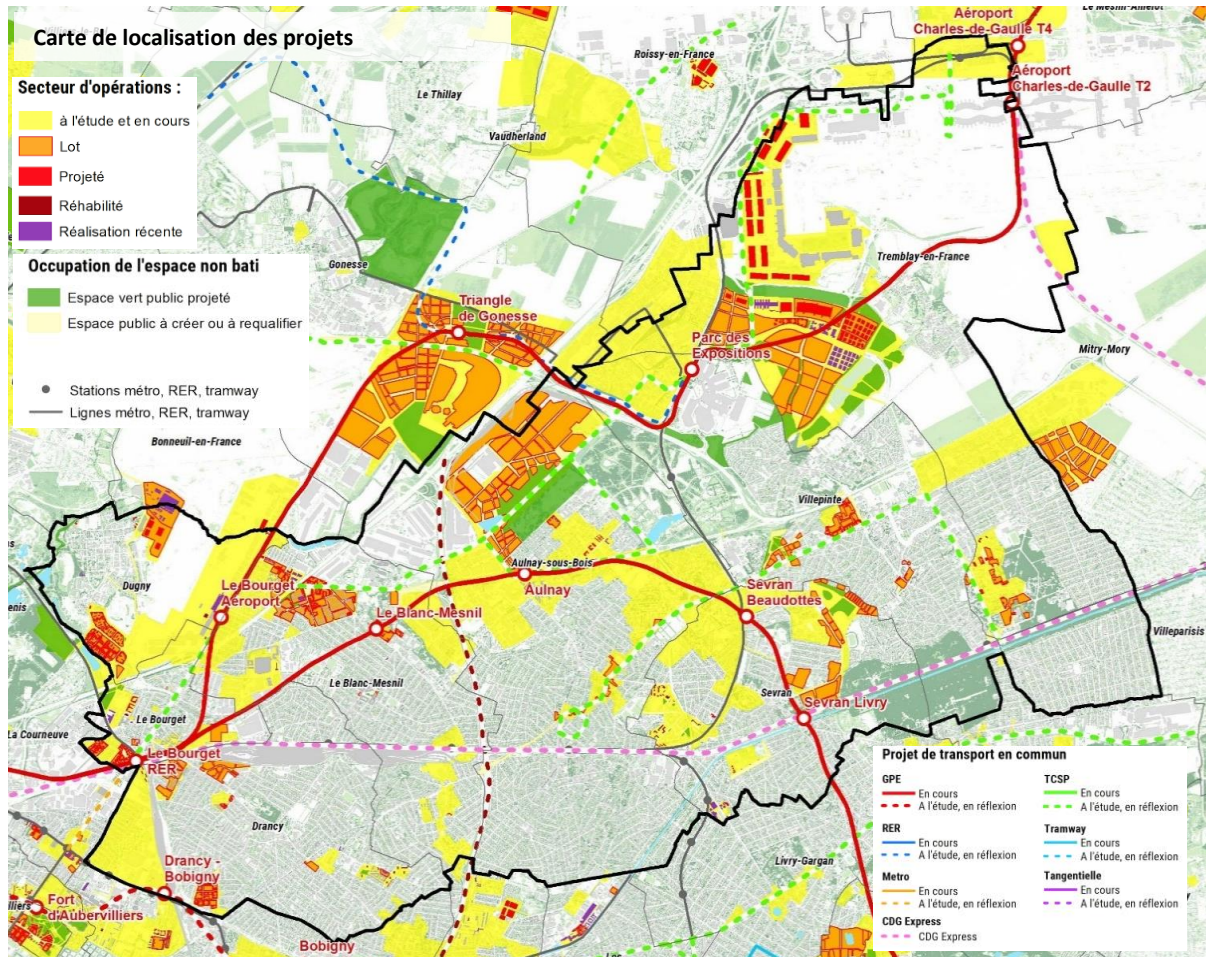 Carte de localisation des projets
Secteur d'opérations :
à l'étude et en cours
Lot
Projeté
Réhabilité
Réalisation récente
Occupation de l'espace non bati
Espace vert public projeté
Espace public à créer ou à requalifier
Stations métro, RER, tramway
Lignes métro, RER, tramway
Aéroport
Charles-de-Gaulle T4
Aéroport
Charles-de-Gaulle T2
Roissy-en-France
Le Thillay
Vaudherland
Gonesse
Tremblay-en-France
Triangle
de Gonesse
Parc des
Expositions
Mitry-Mory
Bonneuil-en-France
Villepinte
Dugny
Aulnay-sous-Bois
Aulnay
Le Bourget
Aéroport
Le Blanc-Mesnil
Sevran
Beaudottes
Villeparisis
Le Blanc-Mesnil
Sevran
Sevran Livry
Le Bourget
La Courneuve
Le Bourget
RER
Drancy
Livry-Gargan
Drancy -
Bobigny
Fort
d'Aubervilliers
Bobigny
Projet de transport en commun
GPE
En cours
A l'étude, en réflexion
RER
En cours
A l'étude, en réflexion
Metro
En cours
A l'étude, en réflexion
CDG Express
CDG Express
TCSP
En cours
A l'étude, en réflexion
Tramway
En cours
A l'étude, en réflexion
Tangentielle
En cours
A l'étude, en réflexion